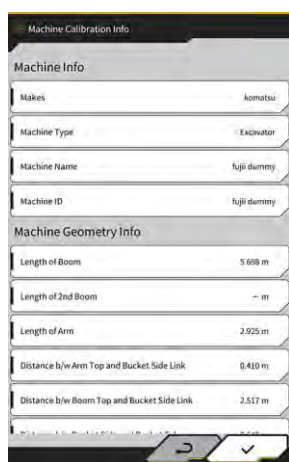 Machine Calibration Info
Machine Info
Makes komatsu
Machine Type Excavator
Machine Name fujii dummy
Machine ID fujii dummy
Machine Geometry Info
Length of Boom 5.698 m
Length of 2nd Boom - m
Length of Arm 2.925 m
Distance b/w Arm Top and Bucket Side Link 0.410 m
Distance b/w Boom Top and Bucket Side Link 2.517 m